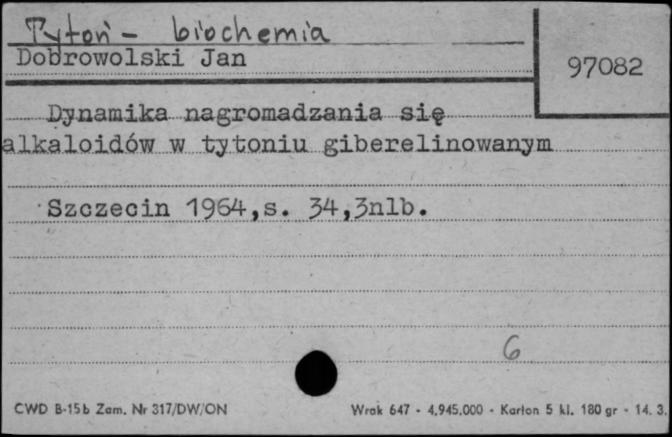 Tytoń - biochemia
Dobrowolski Jan
97082
Dynamika nagromadzania się
alkaloidów w tytoniu giberelinowanym
Szczecin 1964,s. 34,3nlb.
6
CWD B-15b Zam. Nr 317/DW/ON
Wrak 647 - 4.945.000 - Karton 5 kl. 180 gr - 14. 3.